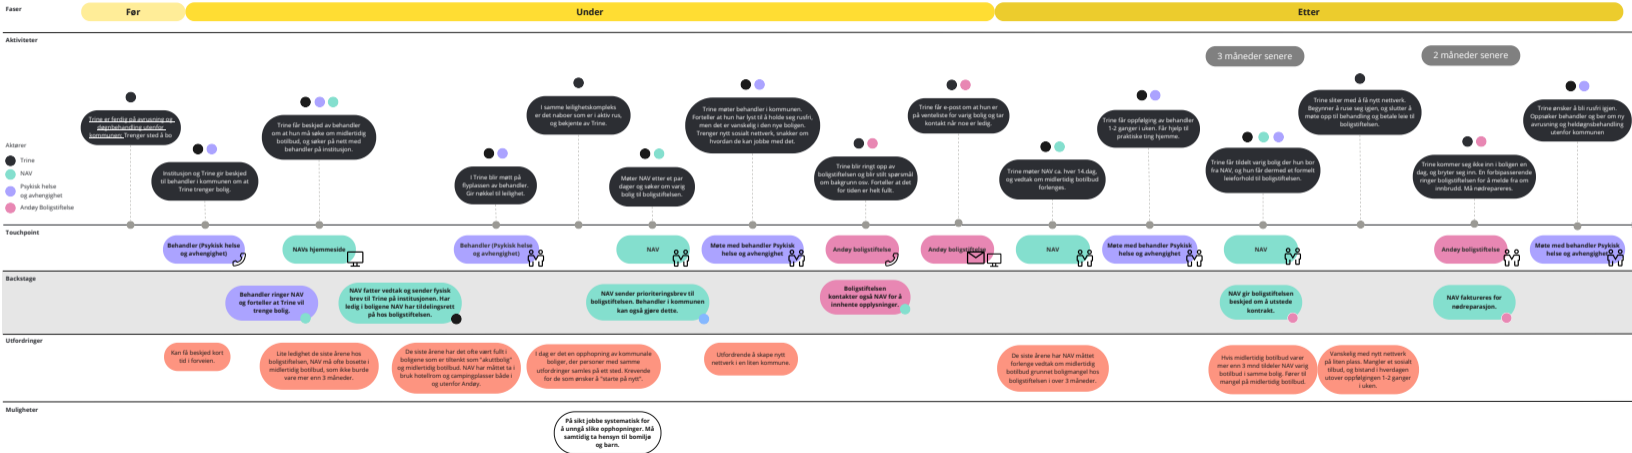 Faser
Før
Under
Etter
Aktiviteter
3 måneder senere
2 måneder senere
Aktører
Trine
NAV
Psykisk helse
og avhengighet
Andøy Boligstiftelse
Trine er ferdig på avrusning og
døgnbehandling utenfor
kommunen. Trenger sted å bo
Institusjon og Trine gir beskjed
til behandler i kommunen om at
Trine trenger bolig.
Trine får beskjed av behandler
om at hun må søke om midlertidig
botilbud, og søker på nett med
behandler på institusjon.
I Trine blir møtt på
flyplassen av behandler.
Gir nøkkel til leilighet.
I samme leilighetskompleks
er det naboer som er i aktiv rus,
og bekjente av Trine.
Møter NAV etter et par
dager og søker om varig
bolig til boligstiftelsen.
Trine møter behandler i kommunen.
Forteller at hun har lyst til å holde seg rusfri,
men det er vanskelig i den nye boligen.
Trenger nytt sosialt nettverk, snakker om
hvordan de kan jobbe med det.
Trine blir ringt opp av
boligstiftelsen og blir stilt spørsmål
om bakgrunn osv. Forteller at det
for tiden er helt fullt.
Trine får e-post om at hun er
på venteliste for varig bolig og tar
kontakt når noe er ledig.
Trine møter NAV ca. hver 14.dag,
og vedtak om midlertidig botilbud
forlenges.
Trine får oppfølging av behandler
1-2 ganger i uken. Får hjelp til
praktiske ting hjemme.
Trine får tildelt varig bolig der hun bor
fra NAV, og hun får dermed et formelt
leieforhold til boligstiftelsen.
Trine sliter med å få nytt nettverk.
Begynner å ruse seg igjen, og slutter å
møte opp til behandling og betale leie til
boligstiftelsen.
Trine kommer seg ikke inn i boligen en
dag, og bryter seg inn. En forbipasserende
ringer boligstiftelsen for å melde fra om
innbrudd. Må nødrepareres.
Trine ønsker å bli rusfri igjen.
Oppsøker behandler og ber om ny
avrusning og heldøgnsbehandling
utenfor kommunen
Touchpoint
Behandler (Psykisk helse
og avhengighet)
NAVs hjemmeside
Behandler (Psykisk helse
og avhengighet)
NAV
Møte med behandler Psykisk
helse og avhengighet
Andøy boligstiftelse
Andøy boligstiftelse
NAV
Møte med behandler Psykisk
helse og avhengighet
NAV
Andøy boligstiftelse
Møte med behandler Psykisk
helse og avhengighet
Backstage
Behandler ringer NAV
og forteller at Trine vil
trenge bolig.
NAV fatter vedtak og sender fysisk
brev til Trine på institusjonen. Har
ledig i boligene NAV har tildelingsrett
på hos boligstiftelsen.
NAV sender prioriteringsbrev til
boligstiftelsen. Behandler i kommunen
kan også gjøre dette.
Boligstiftelsen
kontakter også NAV for å
innhente opplysninger.
NAV gir boligstiftelsen
beskjed om å utstede
kontrakt.
NAV faktureres for
nødreparasjon.
Utfordringer
Kan få beskjed kort
tid i forveien.
Lite ledighet de siste årene hos
boligstiftelsen, NAV må ofte bosette i
midlertidig botilbud, som ikke burde
vare mer enn 3 måneder.
De siste årene har det ofte vært fullt i
boligene som er tiltenkt som "akuttbolig"
og midlertidig botilbud. NAV har måttet ta i
bruk hotellrom og campingplasser både i
og utenfor Andøy.
I dag er det en opphopning av kommunale
boliger, der personer med samme
utfordringer samles på ett sted. Krevende
for de som ønsker å "starte på nytt".
Utfordrende å skape nytt
nettverk i en liten kommune.
De siste årene har NAV måttet
forlenge vedtak om midlertidig
botilbud grunnet boligmangel hos
boligstiftelsen i over 3 måneder.
Hvis midlertidig botilbud varer
mer enn 3 mnd tildeler NAV varig
botilbud i samme bolig. Fører til
mangel på midlertidig botilbud.
Vanskelig med nytt nettverk
på liten plass. Mangler et sosialt
tilbud, og bistand i hverdagen
utover oppfølgingen 1-2 ganger
i uken.
Muligheter
På sikt jobbe systematisk for
å unngå slike opphopninger. Må
samtidig ta hensyn til bomiljø
og barn.